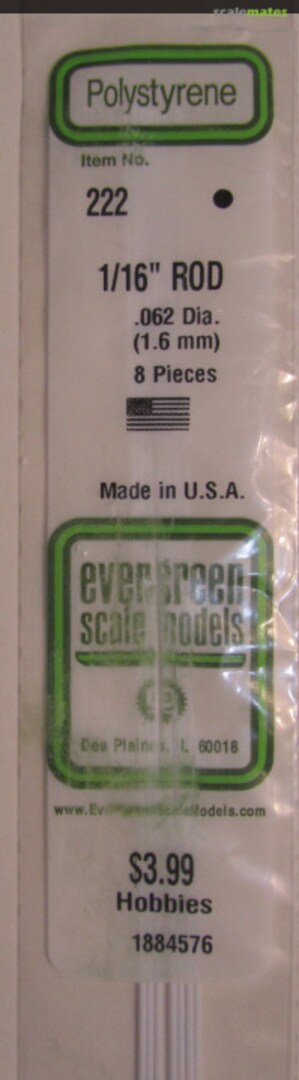 scalemates
Polystyrene
Item No.
222
1/16" ROD
.062 Dia.
(1.6 mm)
8 Pieces
Made in U.S.A.
evergreen
scale models
Des Plaines, IL 60018
www.EvergreenScaleModels.com
$3.99
Hobbies
1884576